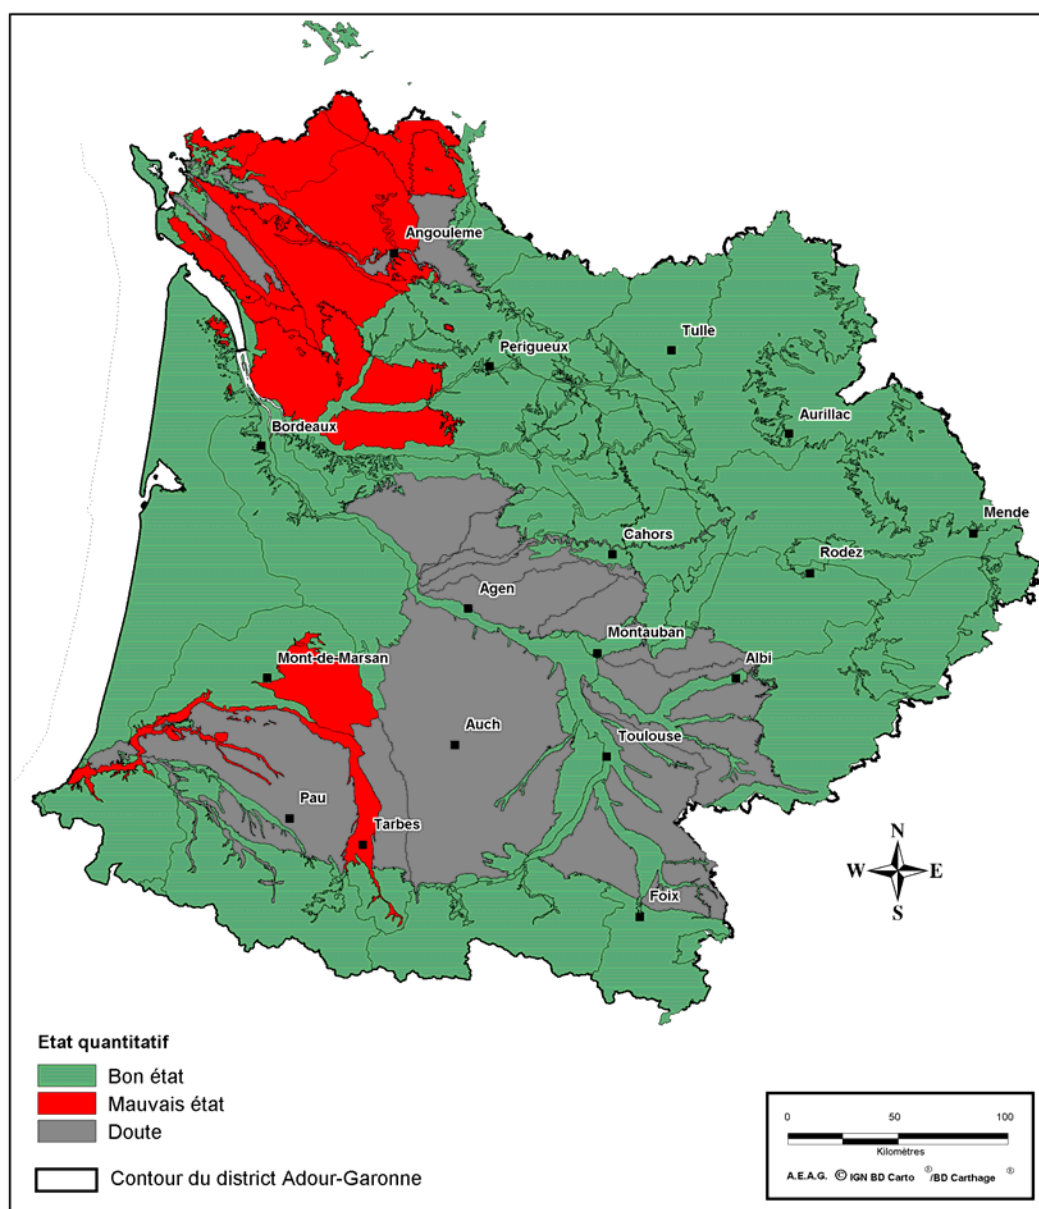 Angouleme
Tulle
Perigueux
Aurillac
Bordeaux
Mende
Cahors
Rodez
Agen
Montauban
Mont-de-Marsan
Albi
Auch
Toulouse
Pau
Tarbes
Foix
N
W E
S
Etat quantitatif
Bon état
Mauvais état
Doute
Contour du district Adour-Garonne
0 50 100
Kilomètres
A.E.A.G. © IGN BD Carto ® /BD Carthage ®